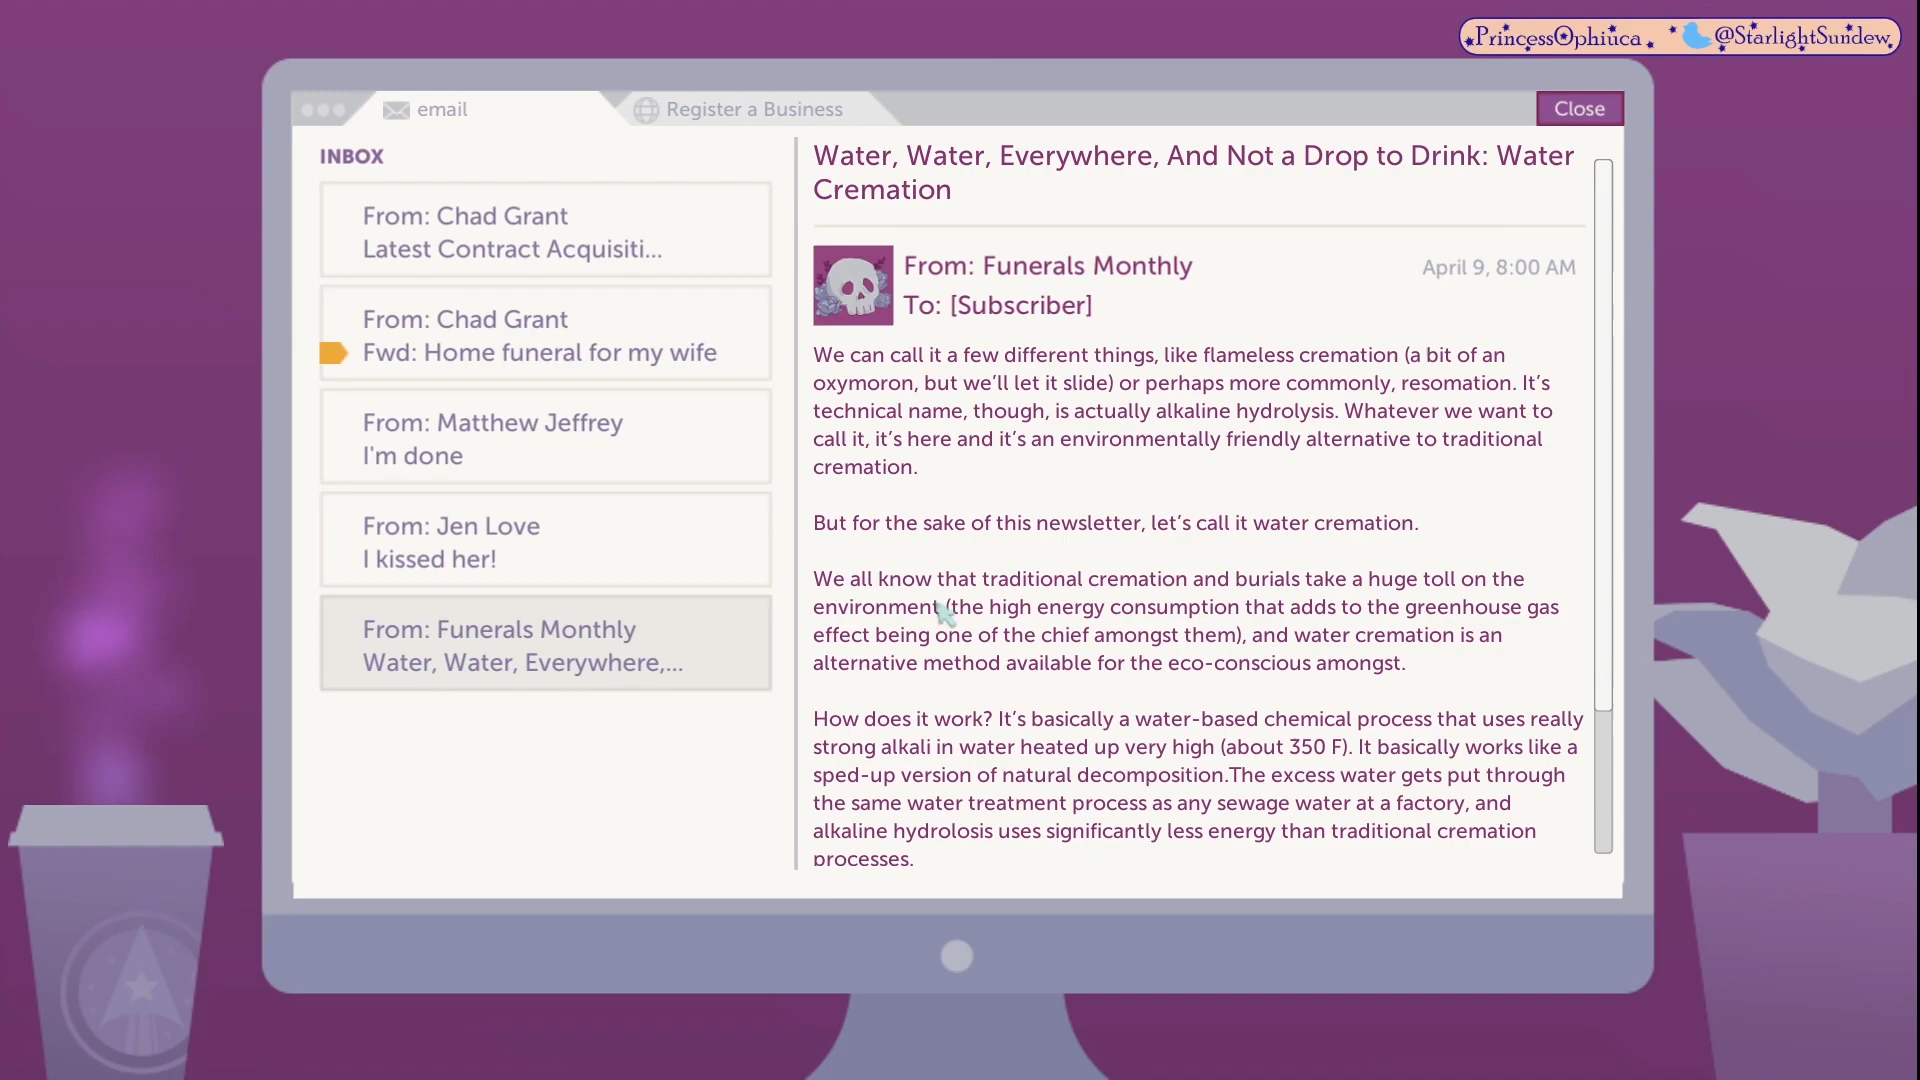 PrincessOphiuca @StarlightSundew
email
Register a Business
Close
INBOX
From: Chad Grant
Latest Contract Acquisiti...
From: Chad Grant
Fwd: Home funeral for my wife
From: Matthew Jeffrey
I'm done
From: Jen Love
I kissed her!
From: Funerals Monthly
Water, Water, Everywhere,...
Water, Water, Everywhere, And Not a Drop to Drink: Water
Cremation
From: Funerals Monthly
April 9, 8:00 AM
To: [Subscriber]
We can call it a few different things, like flameless cremation (a bit of an
oxymoron, but we’ll let it slide) or perhaps more commonly, resomation. It’s
technical name, though, is actually alkaline hydrolysis. Whatever we want to
call it, it’s here and it’s an environmentally friendly alternative to traditional
cremation.
But for the sake of this newsletter, let’s call it water cremation.
We all know that traditional cremation and burials take a huge toll on the
environment (the high energy consumption that adds to the greenhouse gas
effect being one of the chief amongst them), and water cremation is an
alternative method available for the eco-conscious amongst.
How does it work? It’s basically a water-based chemical process that uses really
strong alkali in water heated up very high (about 350 F). It basically works like a
sped-up version of natural decomposition.The excess water gets put through
the same water treatment process as any sewage water at a factory, and
alkaline hydrolosis uses significantly less energy than traditional cremation
processes.